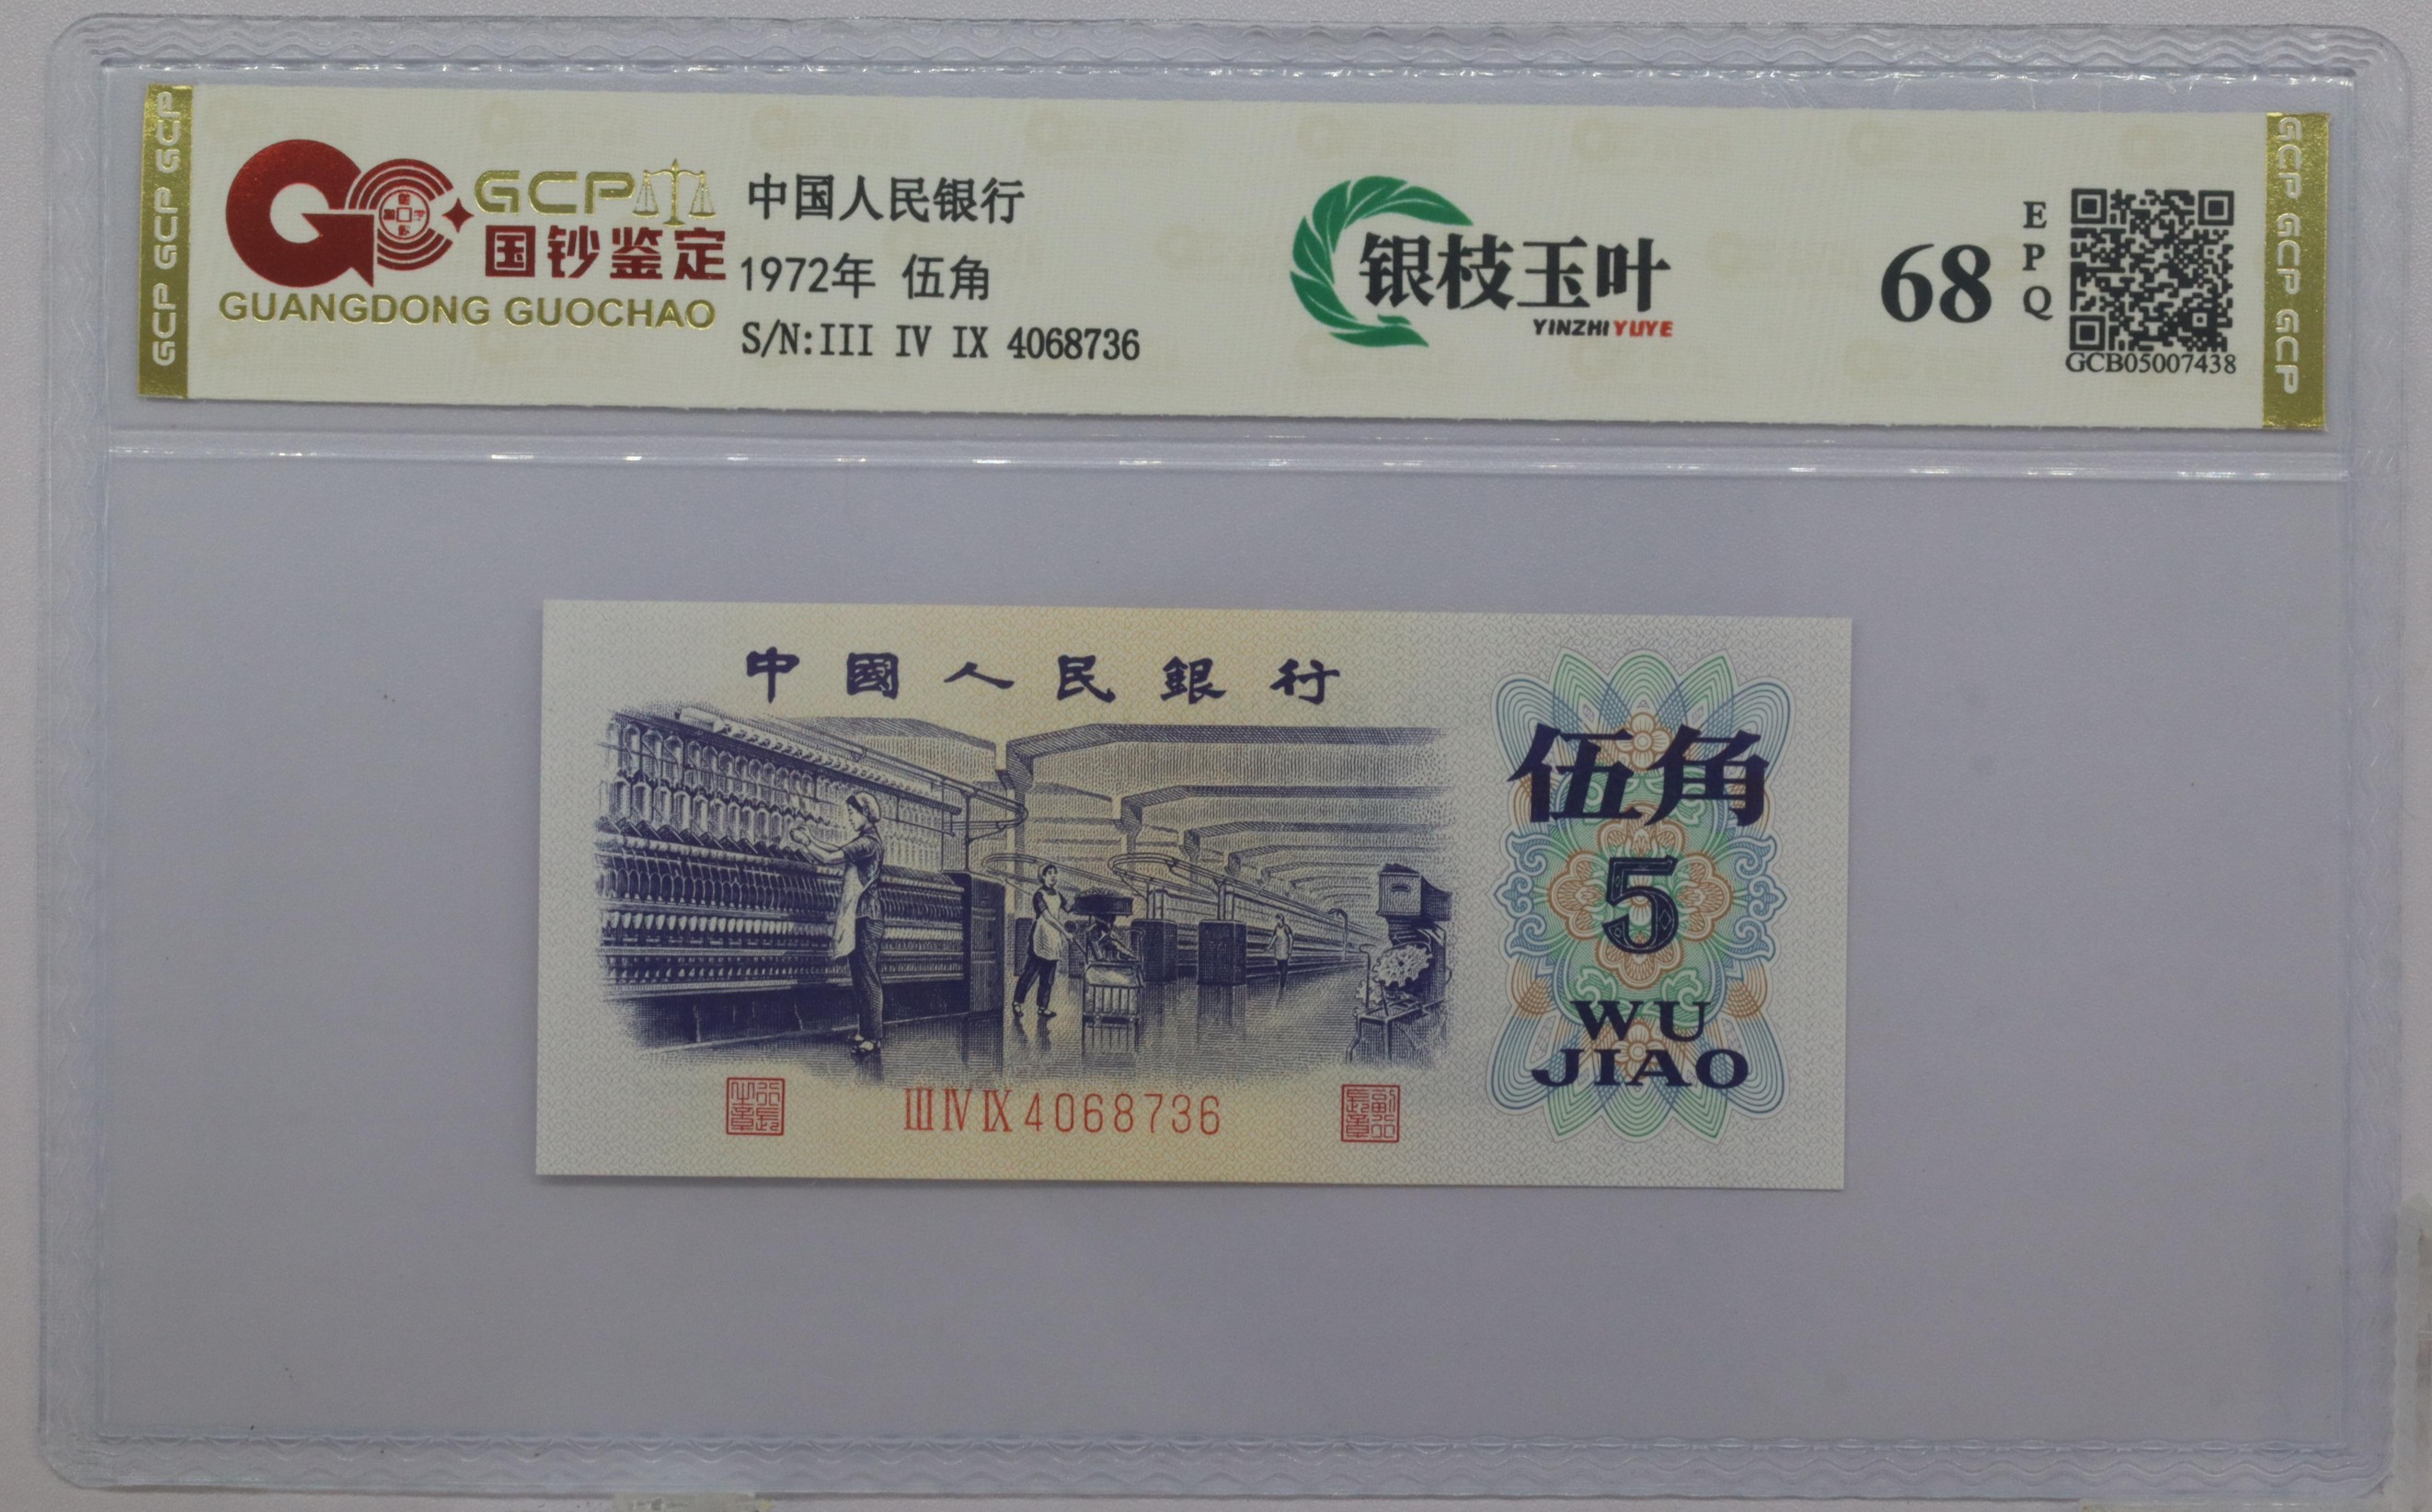 GCP GCP GCP
GCP
国钞鉴定
GUANGDONG GUOCHAO
中国人民银行
1972年 伍角
S/N:III IV IX 4068736
银枝玉叶
YINZHIYUYE
68
EPQ
GCB05007438
GCP GCP GCP
中國人民銀行
伍角
5
WU
JIAO
III IV IX 4068736